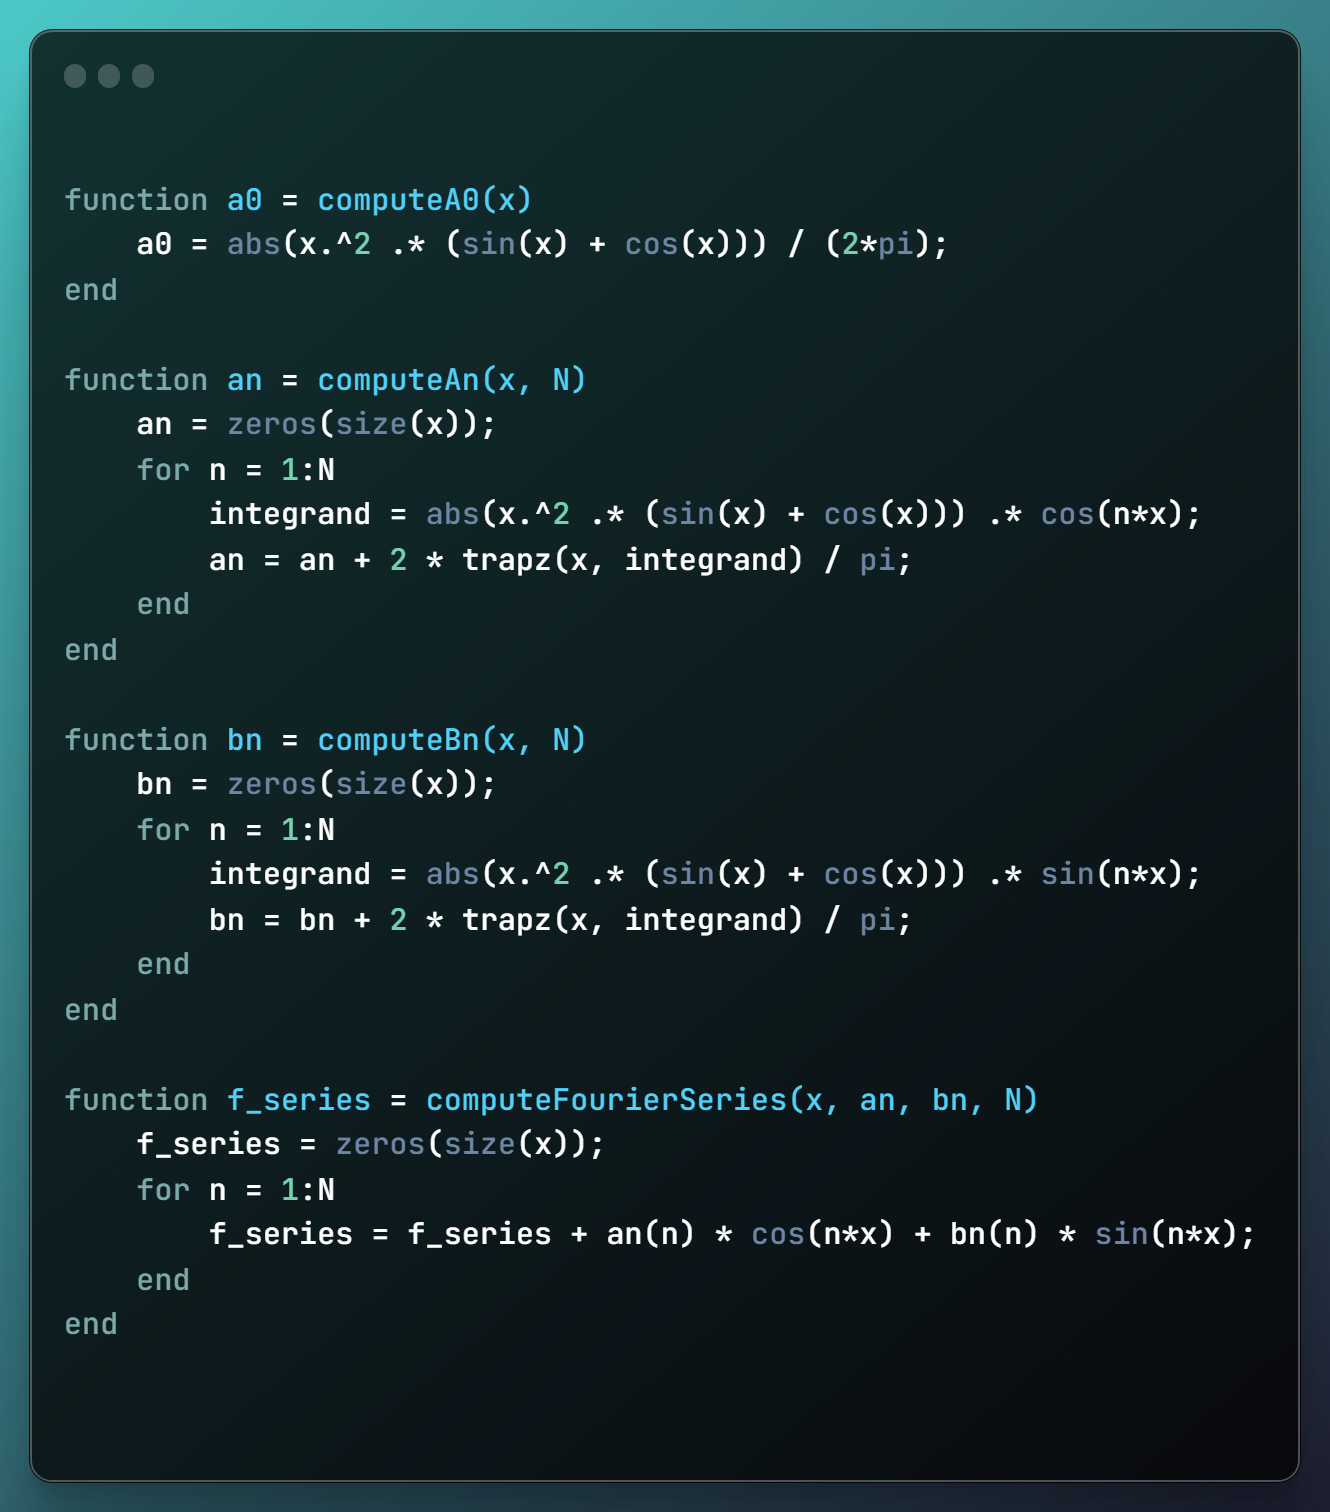 function a0 = computeA0(x)
    a0 = abs(x.^2 .* (sin(x) + cos(x))) / (2*pi);
end

function an = computeAn(x, N)
    an = zeros(size(x));
    for n = 1:N
        integrand = abs(x.^2 .* (sin(x) + cos(x))) .* cos(n*x);
        an = an + 2 * trapz(x, integrand) / pi;
    end
end

function bn = computeBn(x, N)
    bn = zeros(size(x));
    for n = 1:N
        integrand = abs(x.^2 .* (sin(x) + cos(x))) .* sin(n*x);
        bn = bn + 2 * trapz(x, integrand) / pi;
    end
end

function f_series = computeFourierSeries(x, an, bn, N)
    f_series = zeros(size(x));
    for n = 1:N
        f_series = f_series + an(n) * cos(n*x) + bn(n) * sin(n*x);
    end
end